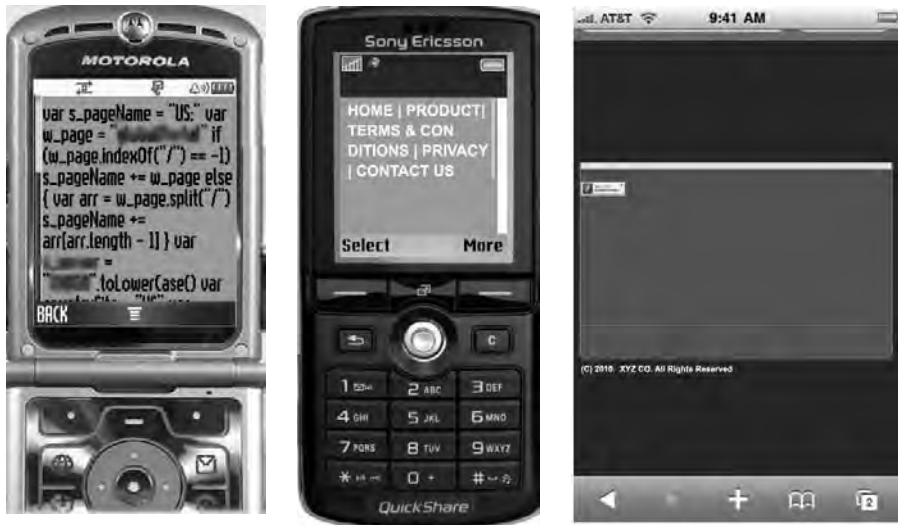 MOTOROLA
var s_pageName = "US:" var
w_page = " " if
(w_page.indexOf("/") == -1)
s_pageName += w_page else
{ var arr = w_page.split("/")
s_pageName +=
arr[arr.length - 1] } var
=
" ".toLowerCase() var
BACK
Sony Ericsson
HOME | PRODUCT|
TERMS & CON
DITIONS | PRIVACY
| CONTACT US
Select More
C
1 2 ABC 3 DEF
4 GHI 5 JKL 6 MNO
7 PQRS 8 TUV 9 WXYZ
* 0 + #
QuickShare
AT&T 9:41 AM
(C) 2010. XYZ CO. All Rights Reserved
2